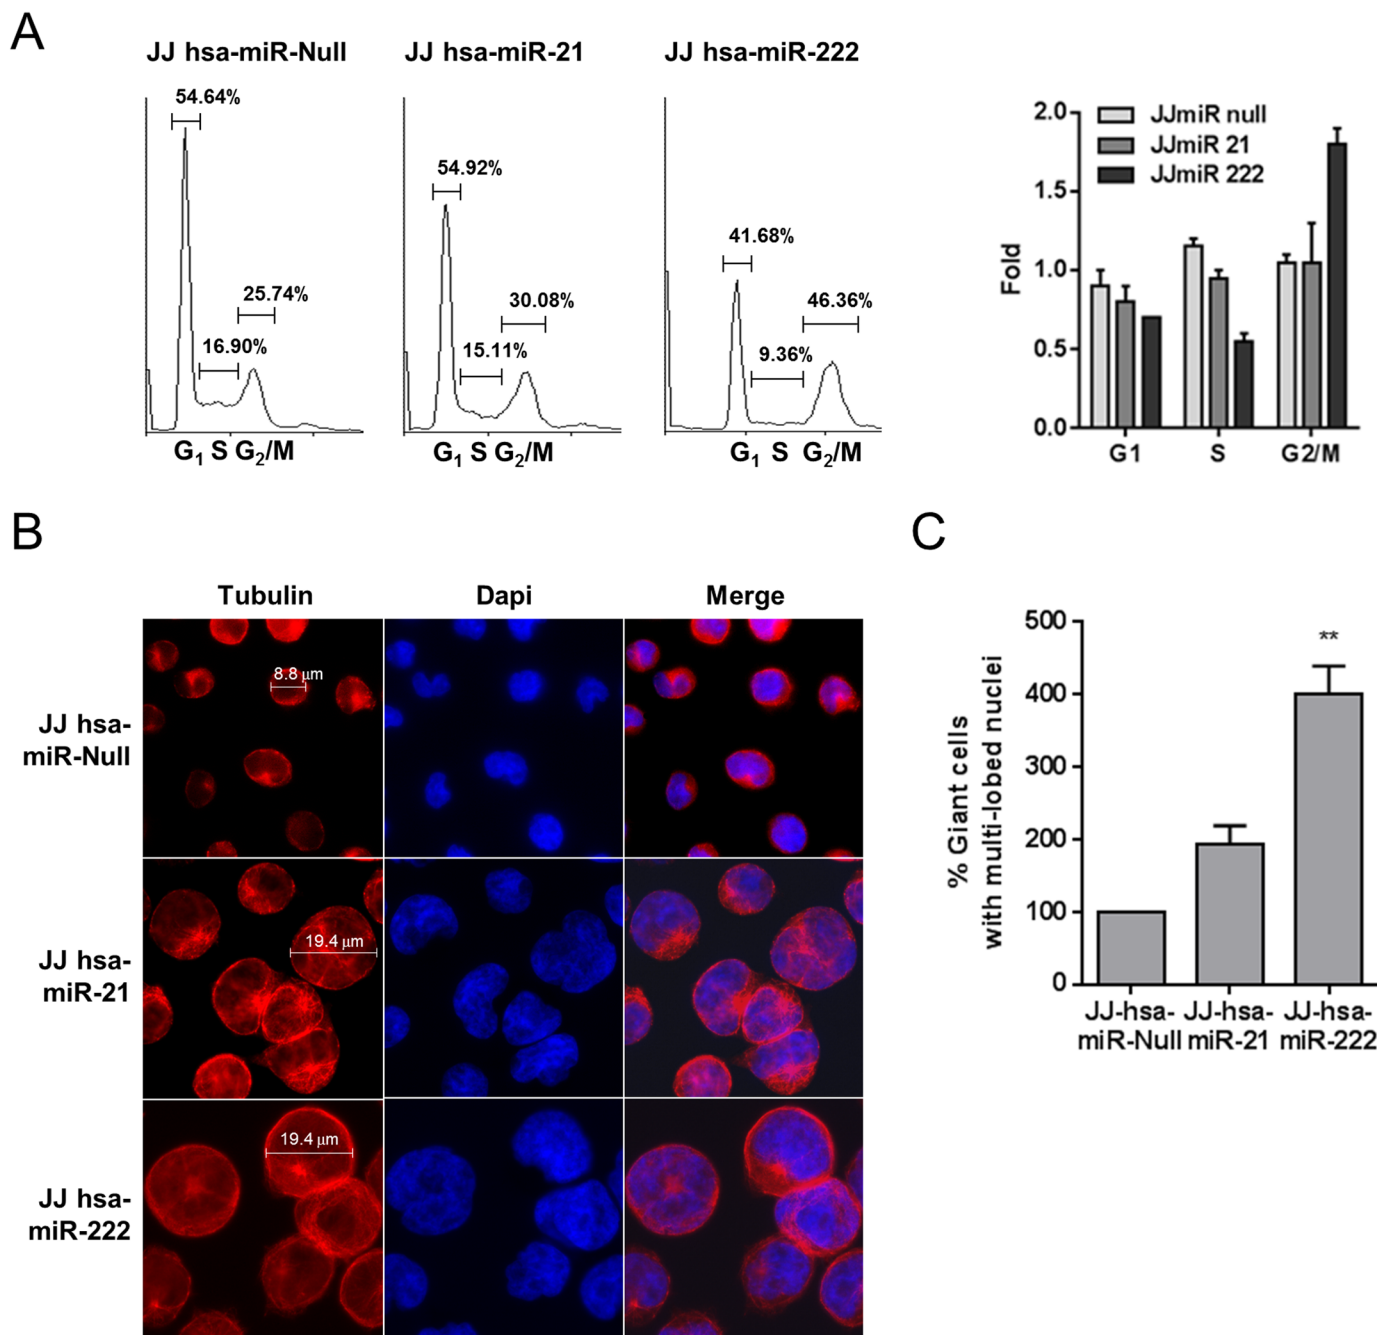 A
JJ hsa-miR-Null
JJ hsa-miR-21
JJ hsa-miR-222
54.64%
25.74%
16.90%
G₁ S G₂/M
54.92%
30.08%
15.11%
G₁ S G₂/M
41.68%
46.36%
9.36%
G₁ S G₂/M
JJmiR null
JJmiR 21
JJmiR 222
Fold
2.0
1.5
1.0
0.5
0.0
G1 S G2/M
B
Tubulin Dapi Merge
JJ hsa-
miR-Null
8.8 µm
JJ hsa-
miR-21
19.4 µm
JJ hsa-
miR-222
19.4 µm
C
% Giant cells
with multi-lobed nuclei
500
400
300
200
100
0
**
JJ-hsa- JJ-hsa- JJ-hsa-
miR-Null miR-21 miR-222